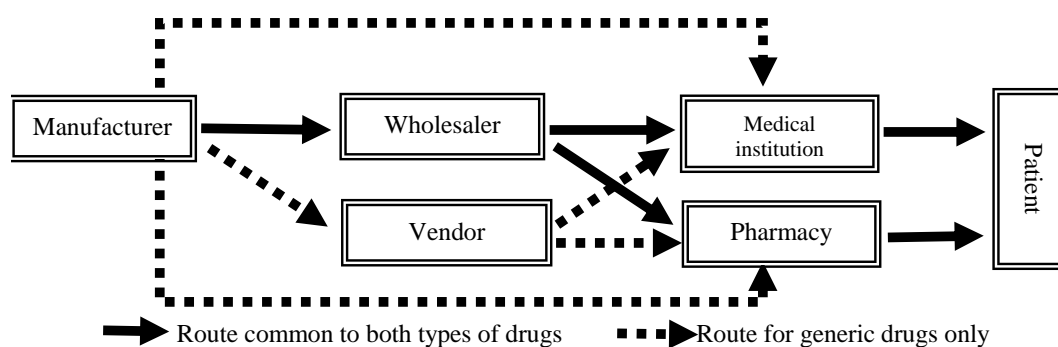 Manufacturer
Wholesaler
Medical
institution
Patient
Vendor
Pharmacy
Route common to both types of drugs
Route for generic drugs only